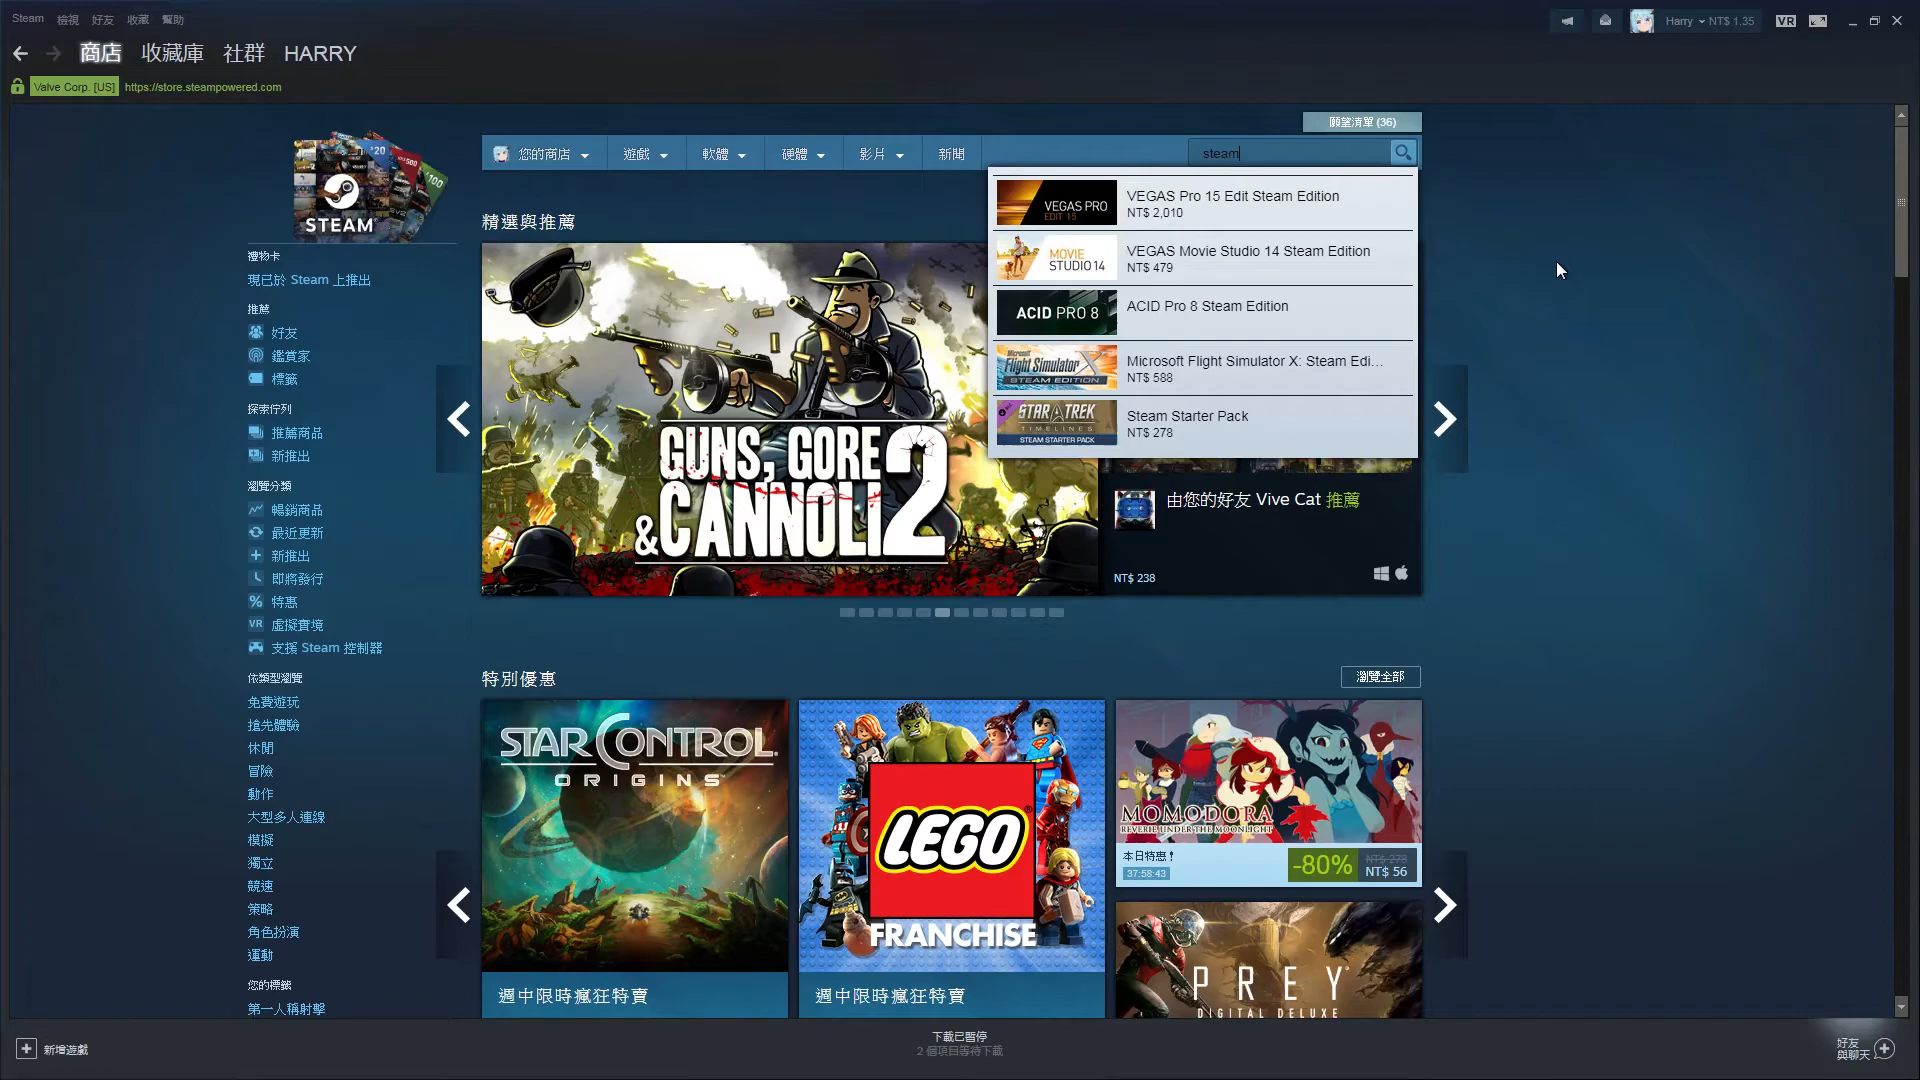 Steam 檢視 好友 收藏 幫助
Harry NT$ 1.35
VR
商店 收藏庫 社群 HARRY
Valve Corp. [US] https://store.steampowered.com
願望清單 (36)
您的商店 遊戲 軟體 硬體 影片 新聞
steam
$20
500
$100
STEAM
禮物卡
現已於 Steam 上推出
推薦
好友
鑑賞家
標籤
探索佇列
推薦商品
新推出
瀏覽分類
暢銷商品
最近更新
新推出
即將發行
特惠
VR 虛擬實境
支援 Steam 控制器
依類型瀏覽
免費遊玩
搶先體驗
休閒
冒險
動作
大型多人連線
模擬
獨立
競速
策略
角色扮演
運動
您的標籤
第一人稱射擊
精選與推薦
GUNS, GORE
& CANNOLI 2
VEGAS PRO
EDIT 15
VEGAS Pro 15 Edit Steam Edition
NT$ 2,010
MOVIE
STUDIO 14
VEGAS Movie Studio 14 Steam Edition
NT$ 479
ACID PRO 8
ACID Pro 8 Steam Edition
Microsoft
Flight Simulator X
STEAM EDITION
Microsoft Flight Simulator X: Steam Edi...
NT$ 588
STAR TREK
TIMELINES
STEAM STARTER PACK
Steam Starter Pack
NT$ 278
由您的好友 Vive Cat 推薦
NT$ 238
特別優惠
瀏覽全部
STAR CONTROL
ORIGINS
週中限時瘋狂特賣
LEGO
FRANCHISE
週中限時瘋狂特賣
MOMODORA
REVERIE UNDER THE MOONLIGHT
本日特惠！
37:58:43
-80%
NT$ 273
NT$ 56
PREY
DIGITAL DELUXE
新增遊戲
下載已暫停
2 個項目等待下載
好友
與聊天